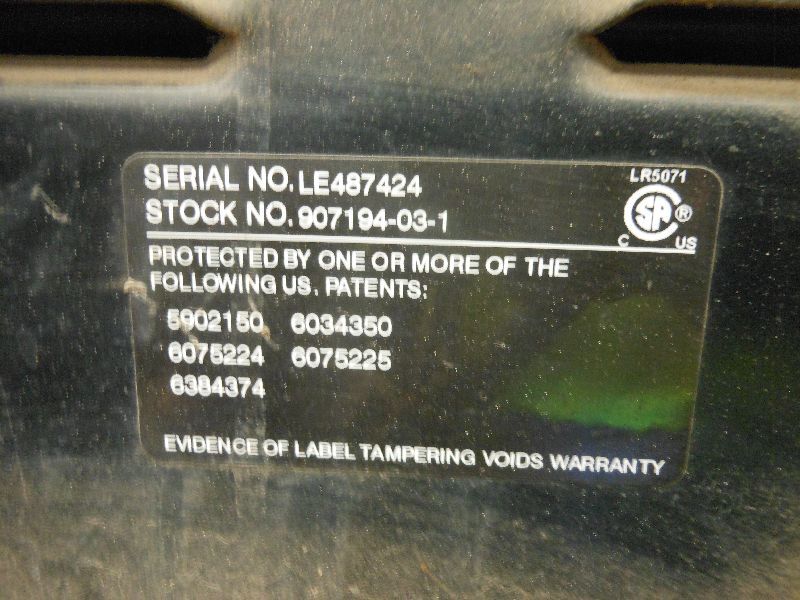 SERIAL NO. LE487424
STOCK NO. 907194-03-1
LR5071
SP ®
C US
PROTECTED BY ONE OR MORE OF THE
FOLLOWING US. PATENTS:
5902150 6034350
6075224 6075225
6384374
EVIDENCE OF LABEL TAMPERING VOIDS WARRANTY